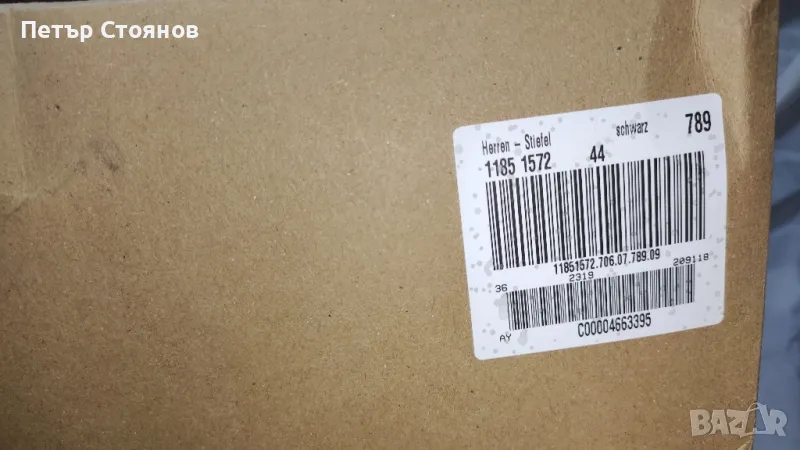 Петър Стоянов
Herren - Stiefel schwarz 789
1185 1572 44
11851572.706.07.789.09
36 2319 209118
C00004663395
AY
BAZAR